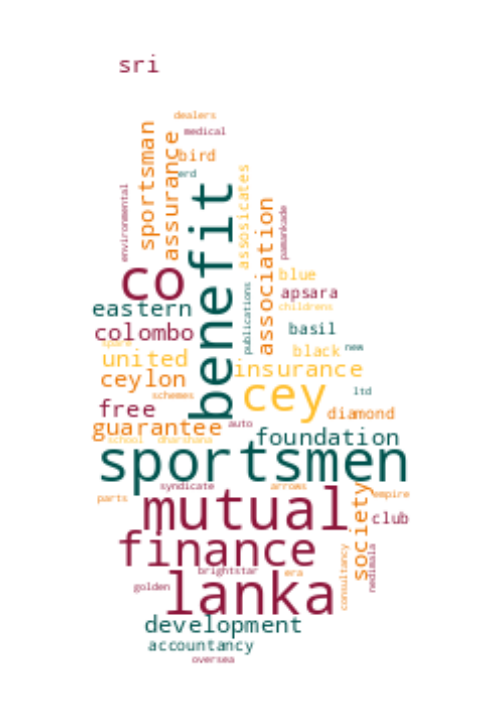 sri
dealers
medical
sportsman
assurance
bird
erd
environmental
benefit
assosicates
association
pamankade
co
blue
apsara
publications
childrens
eastern
colombo
basil
spore
black
new
united
insurance
ceylon
cey
ltd
schemes
free
diamond
guarantee
auto
school
dharshana
foundation
sportsmen
syndicate
arrows
empire
parts
mutual
society
club
finance
consultancy
nedimala
brightstar
era
golden
lanka
development
accountancy
oversea